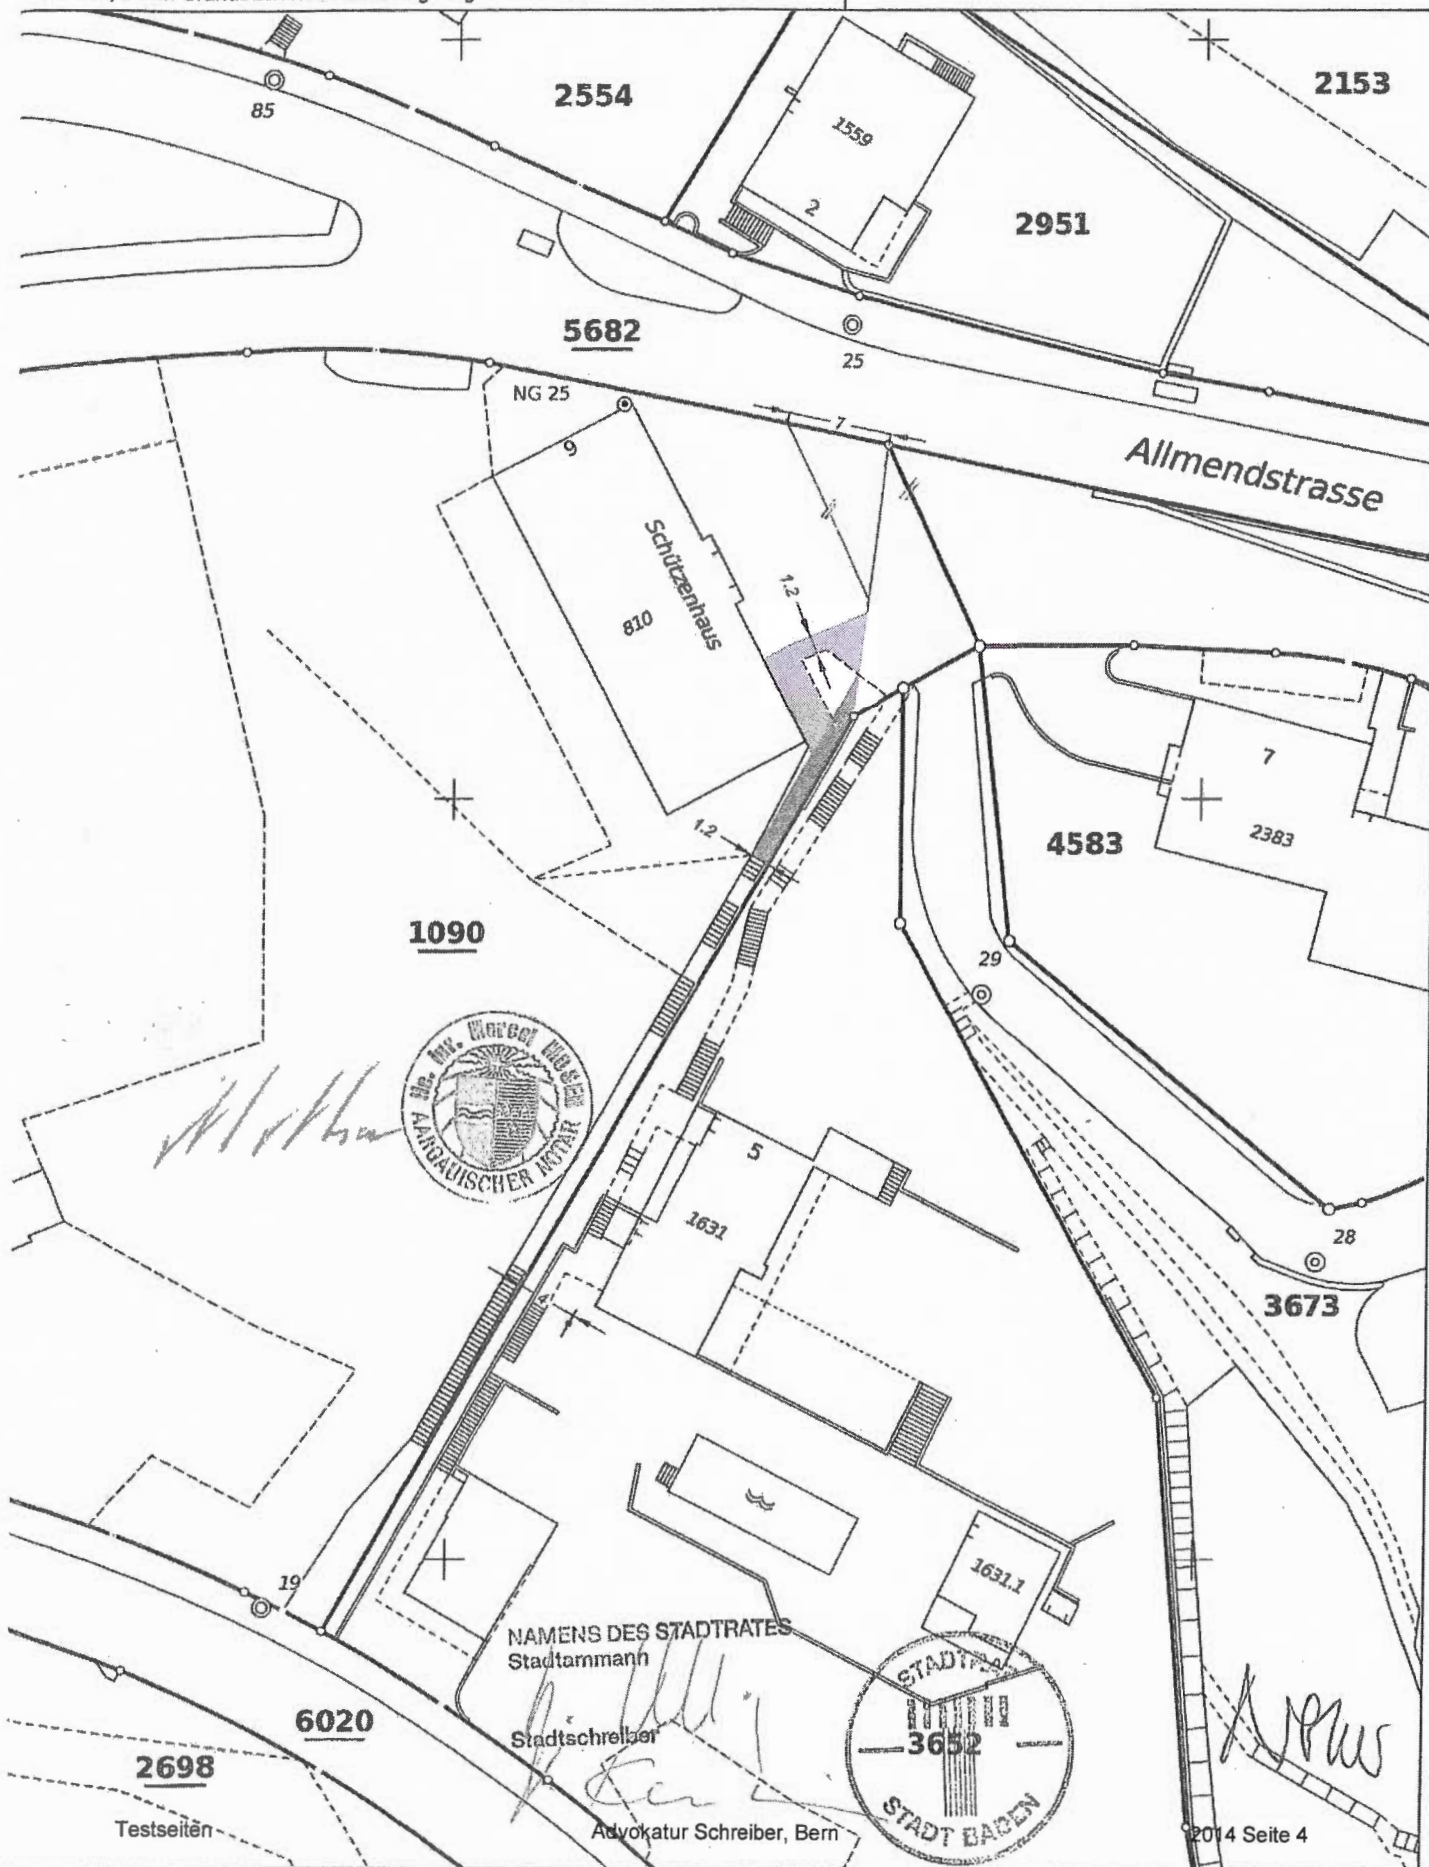 2554
2153
85
1559
2
2951
5682
25
NG 25
7
9
Allmendstrasse
Schützenhaus
810
1.2
7
2383
4583
1.2
1090
29
AARGAUISCHER NOTAR
5
1631
28
3673
4
19
1631.1
NAMENS DES STADTRATES
Stadtammann
Stadtschreiber
6020
2698
3652
STADT BADEN
Testseiten
Advokatur Schreiber, Bern
2014 Seite 4